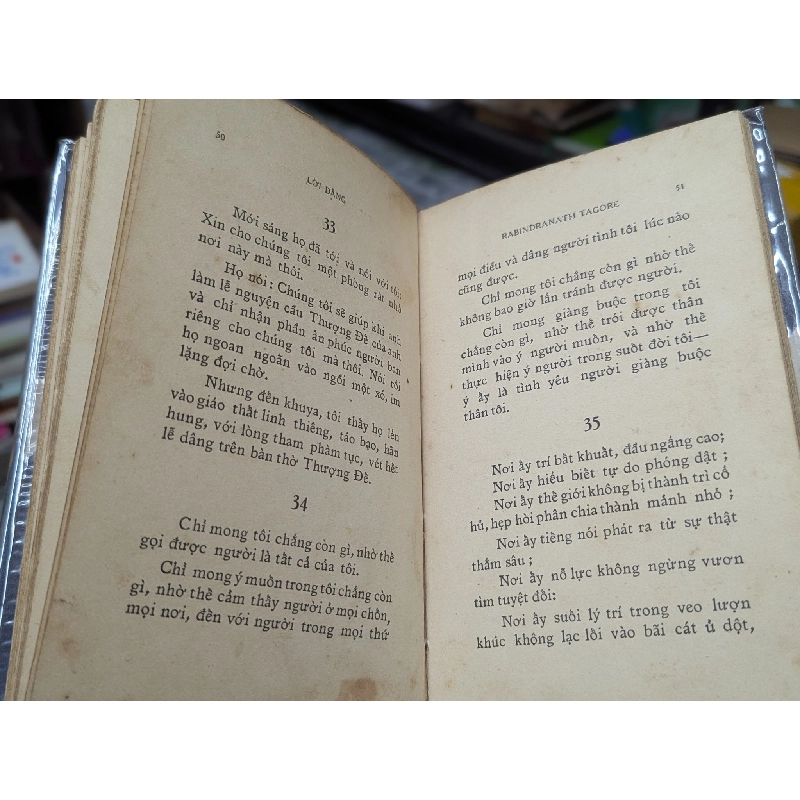 50
LỜI DÂNG
33
Mới sáng họ đã tới và nói với tôi:
Xin cho chúng tôi một phòng rất nhỏ
nơi này mà thôi.
Họ nói: Chúng tôi sẽ giúp khi anh
làm lễ nguyện cầu Thượng Đế của anh
và chỉ nhận phần ân phúc người ban
riêng cho chúng tôi mà thôi. Nói rồi
họ ngoan ngoãn vào ngồi một xó, im
lặng đợi chờ.
Nhưng đến khuya, tôi thấy họ lẻn
vào giáo thất linh thiêng, táo bạo, hăn
hung, với lòng tham phàm tục, vét hết
lễ dâng trên bàn thờ Thượng Đế.
34
Chỉ mong tôi chẳng còn gì, nhờ thế
gọi được người là tất cả của tôi.
Chỉ mong ý muốn trong tôi chẳng còn
gì, nhờ thế cảm thấy người ở mọi chốn,
mọi nơi, đến với người trong mọi thứ
RABINDRANATH TAGORE
51
mọi điều và dâng người tình tôi lúc nào
cũng được.
Chỉ mong tôi chẳng còn gì nhờ thế
không bao giờ lẩn tránh được người.
Chỉ mong giàng buộc trong tôi
chẳng còn gì, nhờ thế trói được thân
mình vào ý người muốn, và nhờ thế
thực hiện ý người trong suốt đời tôi—
ý ấy là tình yêu người giàng buộc
thân tôi.
35
Nơi ấy trí bất khuất, đầu ngẩng cao;
Nơi ấy hiểu biết tự do phóng dật;
Nơi ấy thế giới không bị thành trì cổ
hủ, hẹp hòi phân chia thành mảnh nhỏ;
Nơi ấy tiếng nói phát ra từ sự thật
thẳm sâu;
Nơi ấy nỗ lực không ngừng vươn
tìm tuyệt đối:
Nơi ấy suối lý trí trong veo lượn
khúc không lạc lối vào bãi cát ủ dột,